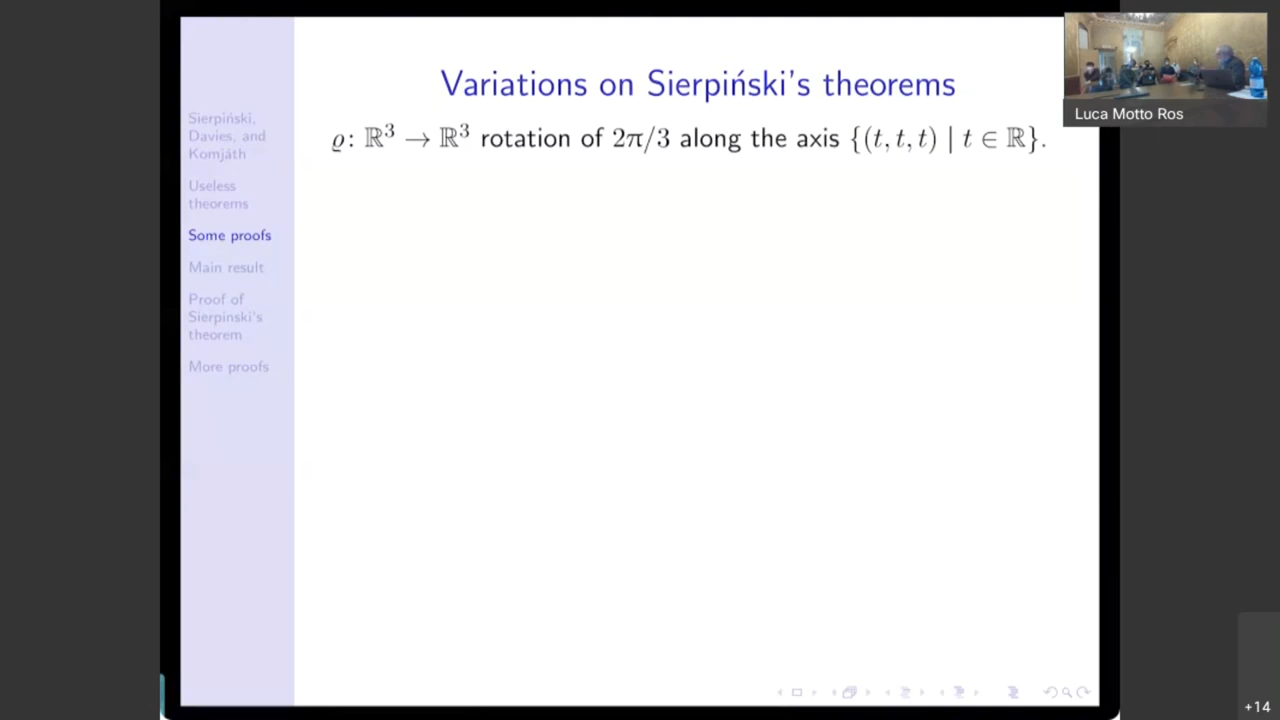 Variations on Sierpiński's theorems
ϱ: ℝ³ → ℝ³ rotation of 2π/3 along the axis {(t, t, t) | t ∈ ℝ}.
Sierpiński,
Davies, and
Komjáth
Useless
theorems
Some proofs
Main result
Proof of
Sierpinski's
theorem
More proofs
Luca Motto Ros
+14